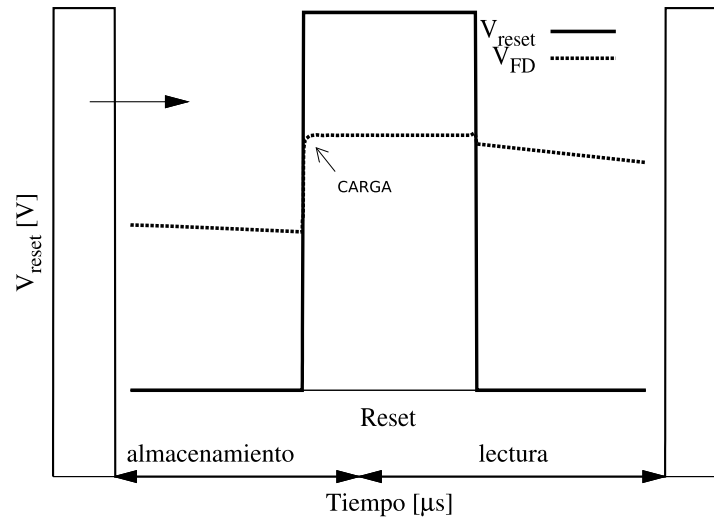 V_reset
V_FD
CARGA
V_reset [V]
Reset
almacenamiento
lectura
Tiempo [μs]